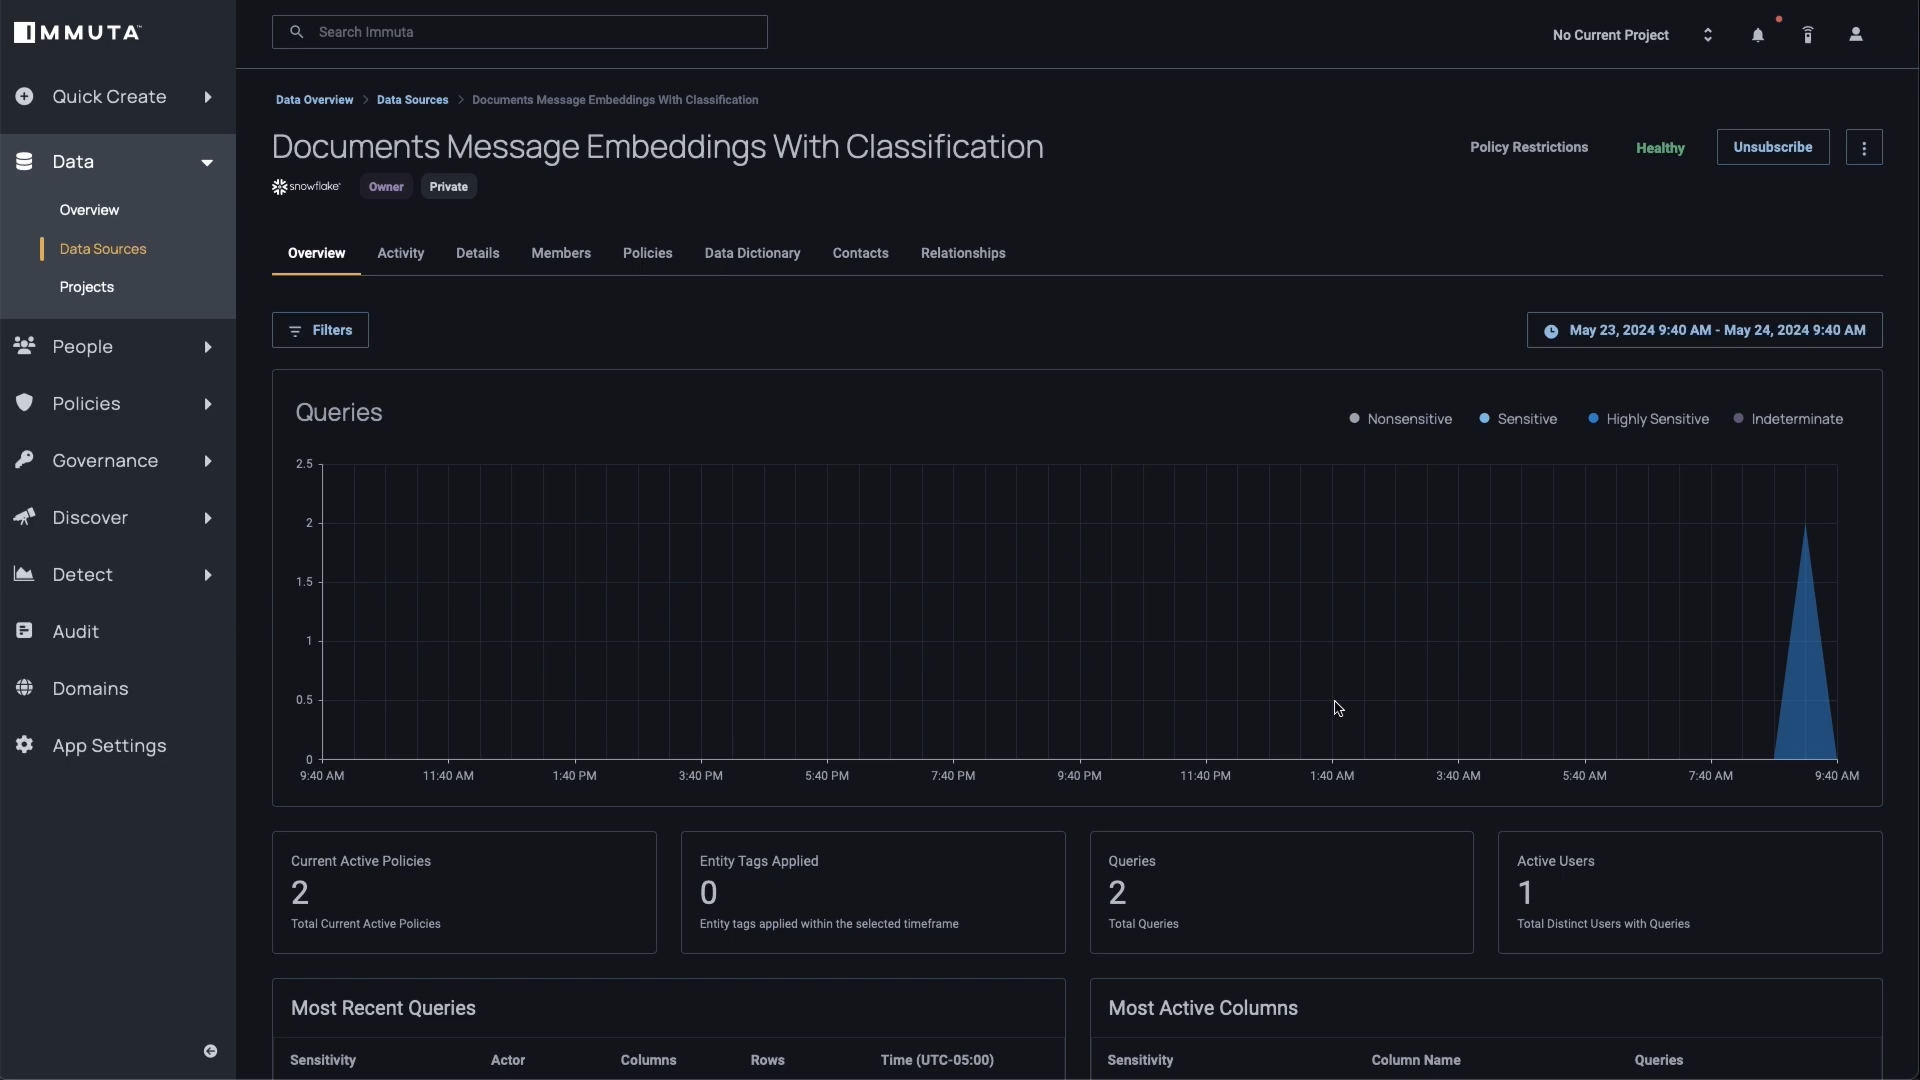 IMMUTA™
Search Immuta
No Current Project
Quick Create
Data
Overview
Data Sources
Projects
People
Policies
Governance
Discover
Detect
Audit
Domains
App Settings
Data Overview > Data Sources > Documents Message Embeddings With Classification
Documents Message Embeddings With Classification
Policy Restrictions Healthy Unsubscribe
snowflake Owner Private
Overview Activity Details Members Policies Data Dictionary Contacts Relationships
Filters
May 23, 2024 9:40 AM - May 24, 2024 9:40 AM
Queries
Nonsensitive Sensitive Highly Sensitive Indeterminate
2.5
2
1.5
1
0.5
0
9:40 AM 11:40 AM 1:40 PM 3:40 PM 5:40 PM 7:40 PM 9:40 PM 11:40 PM 1:40 AM 3:40 AM 5:40 AM 7:40 AM 9:40 AM
Current Active Policies
2
Total Current Active Policies
Entity Tags Applied
0
Entity tags applied within the selected timeframe
Queries
2
Total Queries
Active Users
1
Total Distinct Users with Queries
Most Recent Queries
Sensitivity Actor Columns Rows Time (UTC-05:00)
Most Active Columns
Sensitivity Column Name Queries